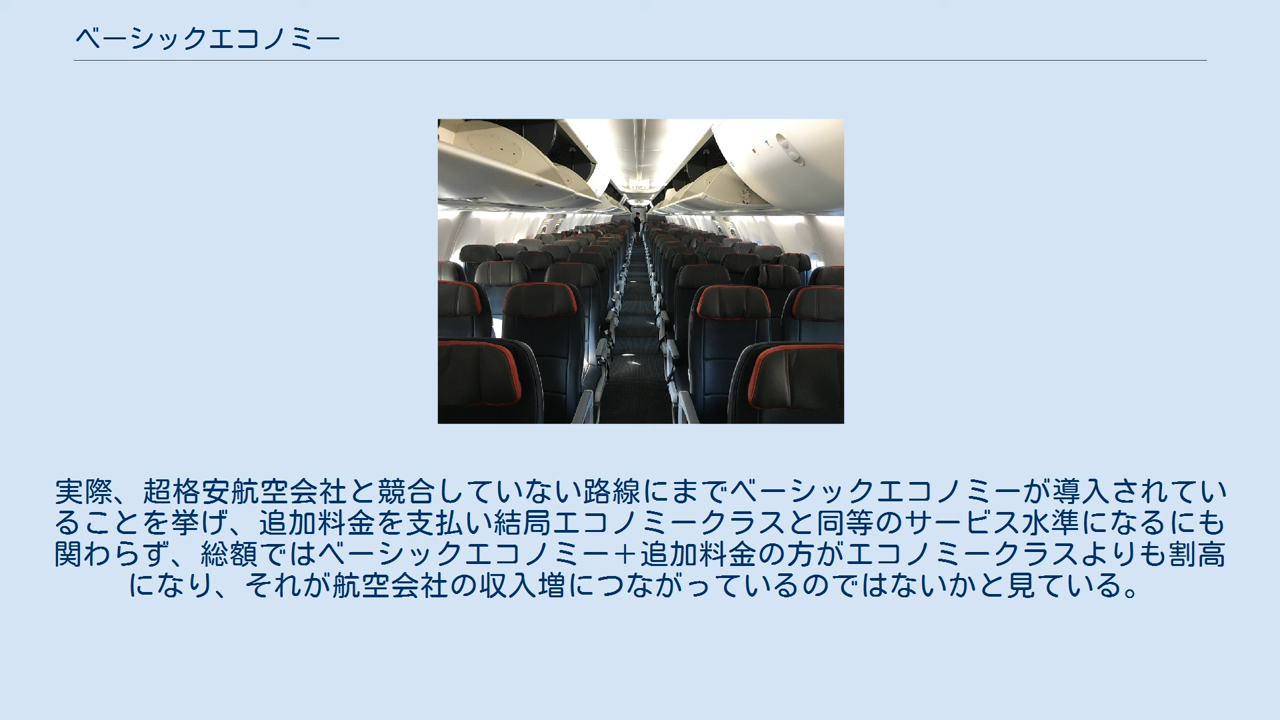 ベーシックエコノミー
実際、超格安航空会社と競合していない路線にまでベーシックエコノミーが導入されてい
ることを挙げ、追加料金を支払い結局エコノミークラスと同等のサービス水準になるにも
関わらず、総額ではベーシックエコノミー＋追加料金の方がエコノミークラスよりも割高
になり、それが航空会社の収入増につながっているのではないかと見ている。